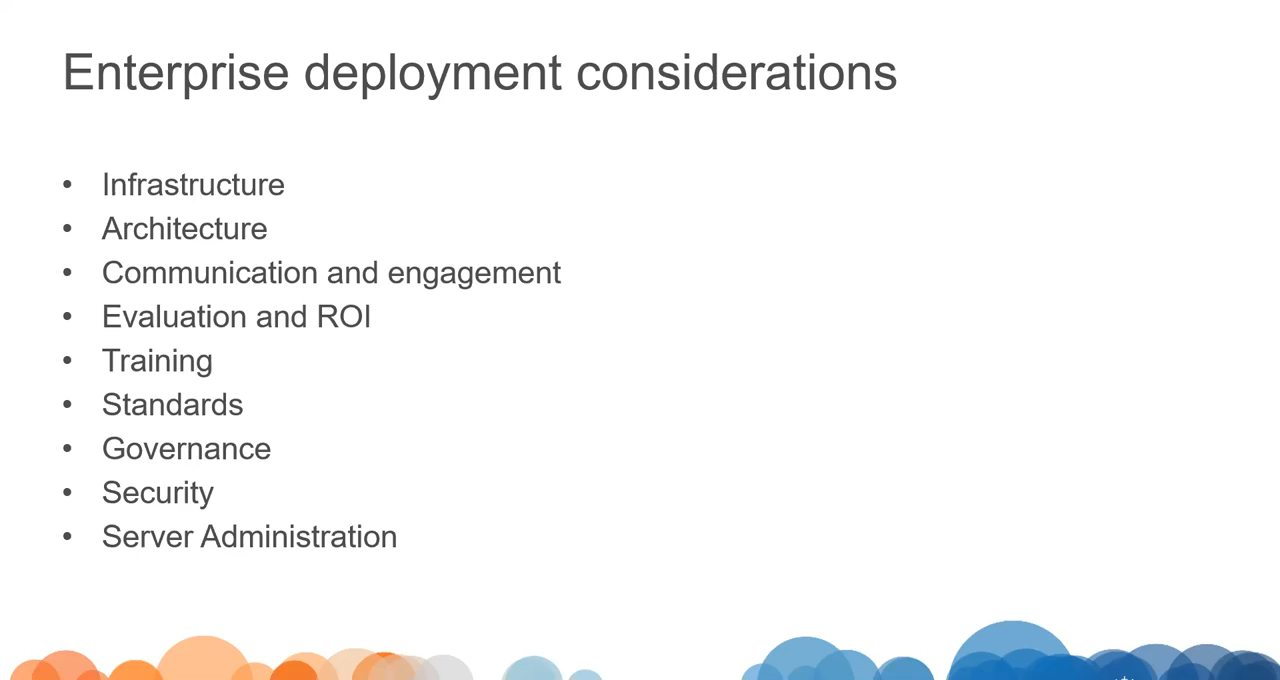 Enterprise deployment considerations
• Infrastructure
• Architecture
• Communication and engagement
• Evaluation and ROI
• Training
• Standards
• Governance
• Security
• Server Administration